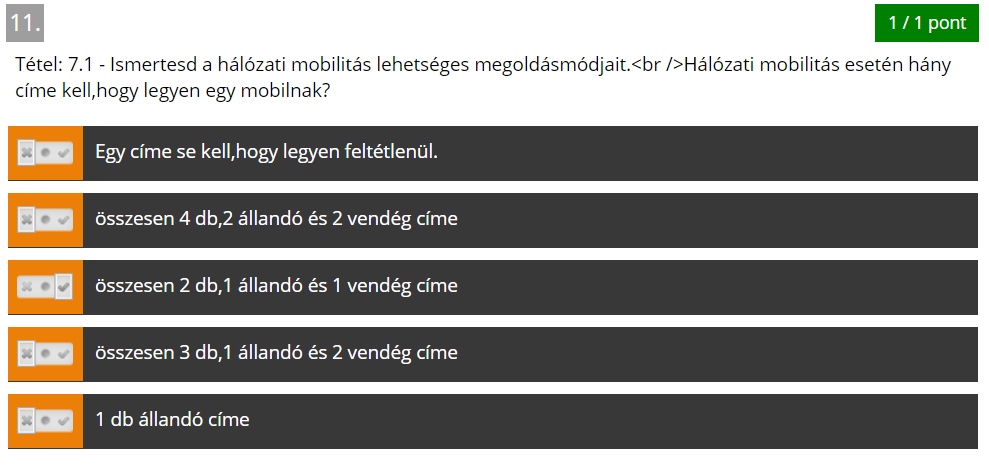 11.
1 / 1 pont
Tétel: 7.1 - Ismertesd a hálózati mobilitás lehetséges megoldásmódjait.<br />Hálózati mobilitás esetén hány
címe kell,hogy legyen egy mobilnak?
Egy címe se kell,hogy legyen feltétlenül.
összesen 4 db,2 állandó és 2 vendég címe
összesen 2 db,1 állandó és 1 vendég címe
összesen 3 db,1 állandó és 2 vendég címe
1 db állandó címe